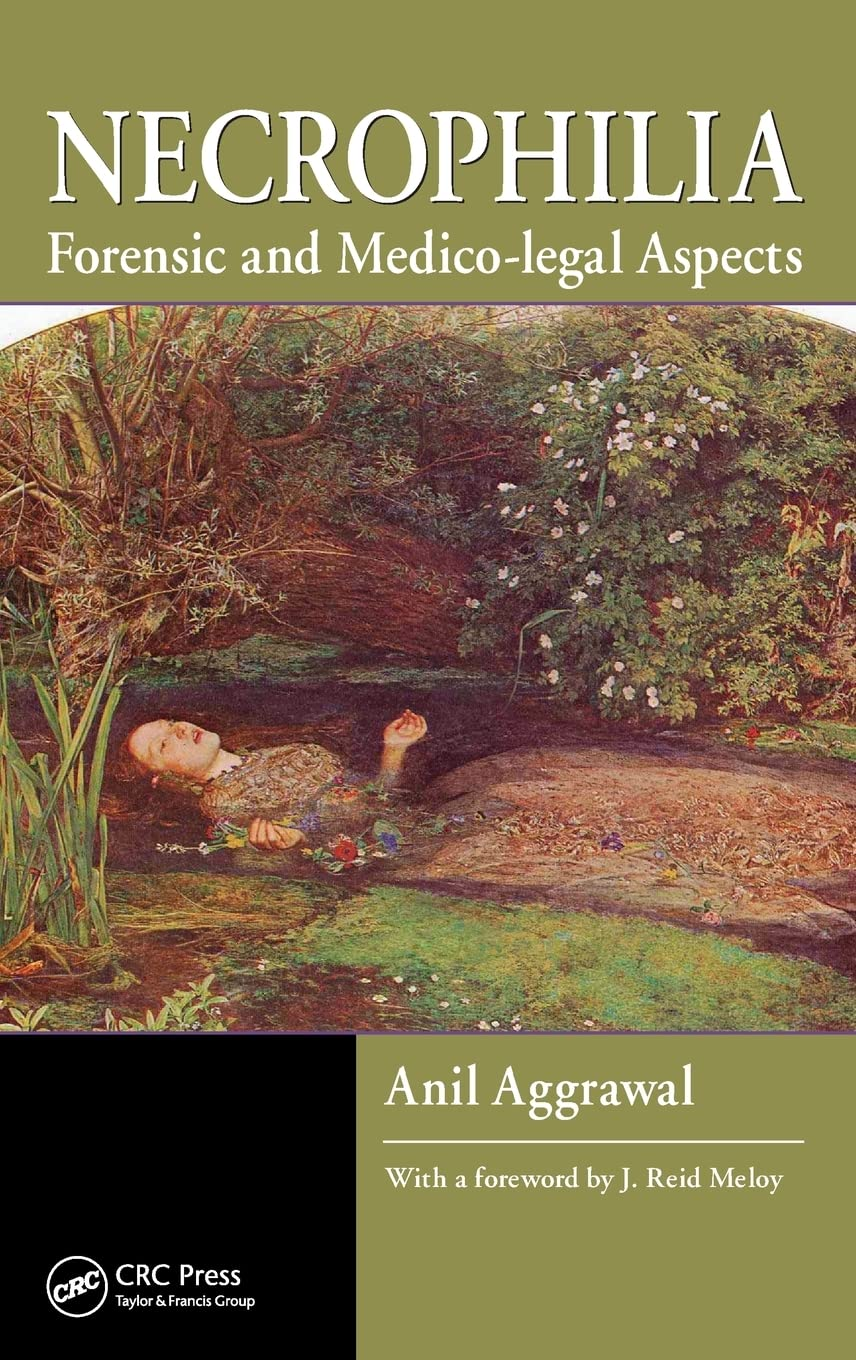 NECROPHILIA
Forensic and Medico-legal Aspects
Anil Aggrawal
With a foreword by J. Reid Meloy
CRC
CRC Press
Taylor & Francis Group